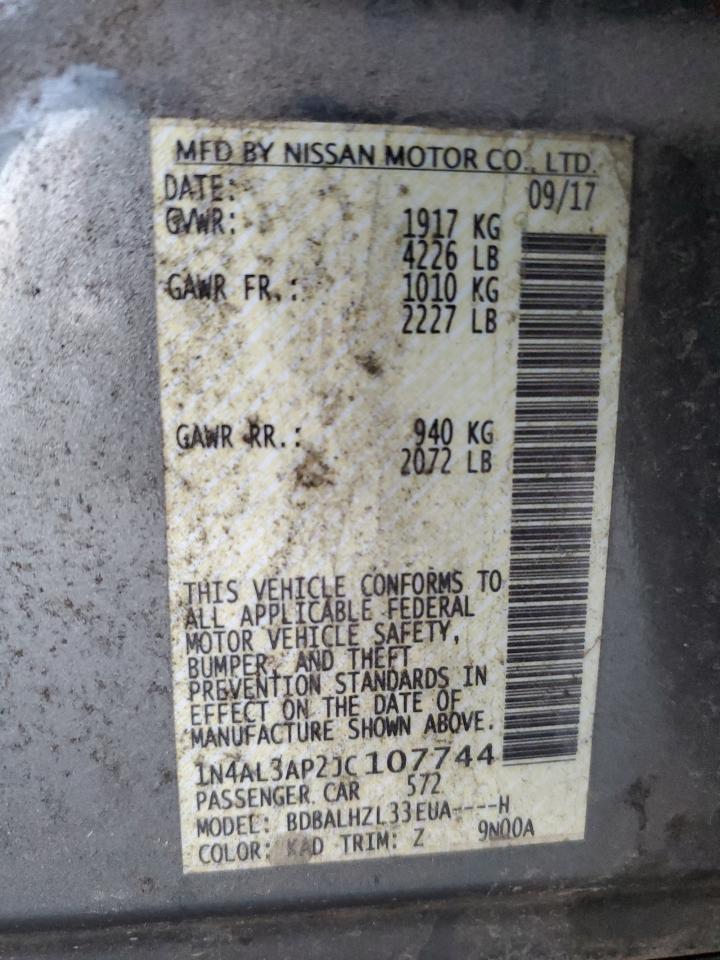 MFD BY NISSAN MOTOR CO., LTD.
DATE: 09/17
GVWR: 1917 KG
4226 LB
GAWR FR.: 1010 KG
2227 LB
GAWR RR.: 940 KG
2072 LB
THIS VEHICLE CONFORMS TO
ALL APPLICABLE FEDERAL
MOTOR VEHICLE SAFETY,
BUMPER, AND THEFT
PREVENTION STANDARDS IN
EFFECT ON THE DATE OF
MANUFACTURE SHOWN ABOVE.
1N4AL3AP2JC107744
PASSENGER CAR 572
MODEL: BDBALHZL33EUA----H
COLOR: KAD TRIM: Z 9N00A